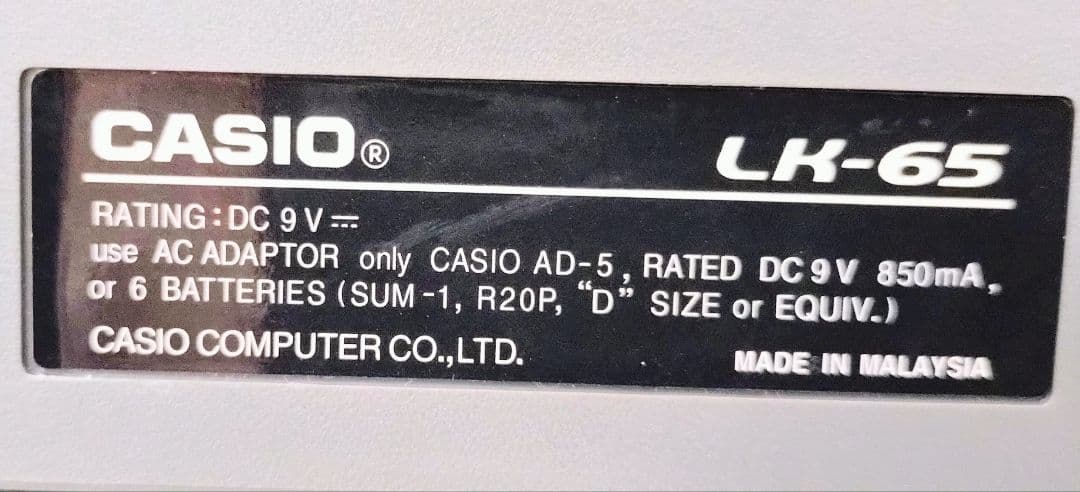 CASIO®
LK-65
RATING : DC 9 V ⎓
use AC ADAPTOR only CASIO AD-5, RATED DC 9V 850mA,
or 6 BATTERIES (SUM-1, R20P, “D” SIZE or EQUIV.)
CASIO COMPUTER CO.,LTD.
MADE IN MALAYSIA